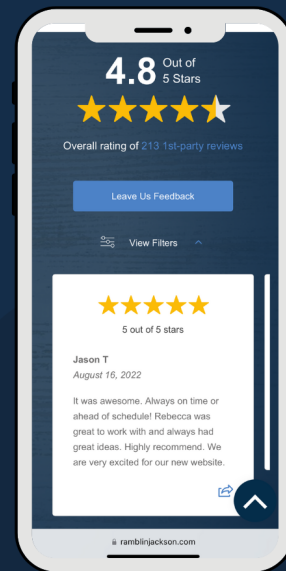 4.8 Out of
5 Stars
Overall rating of 213 1st-party reviews
Leave Us Feedback
View Filters
5 out of 5 stars
Jason T
August 16, 2022
It was awesome. Always on time or
ahead of schedule! Rebecca was
great to work with and always had
great ideas. Highly recommend. We
are very excited for our new website.
ramblinjackson.com